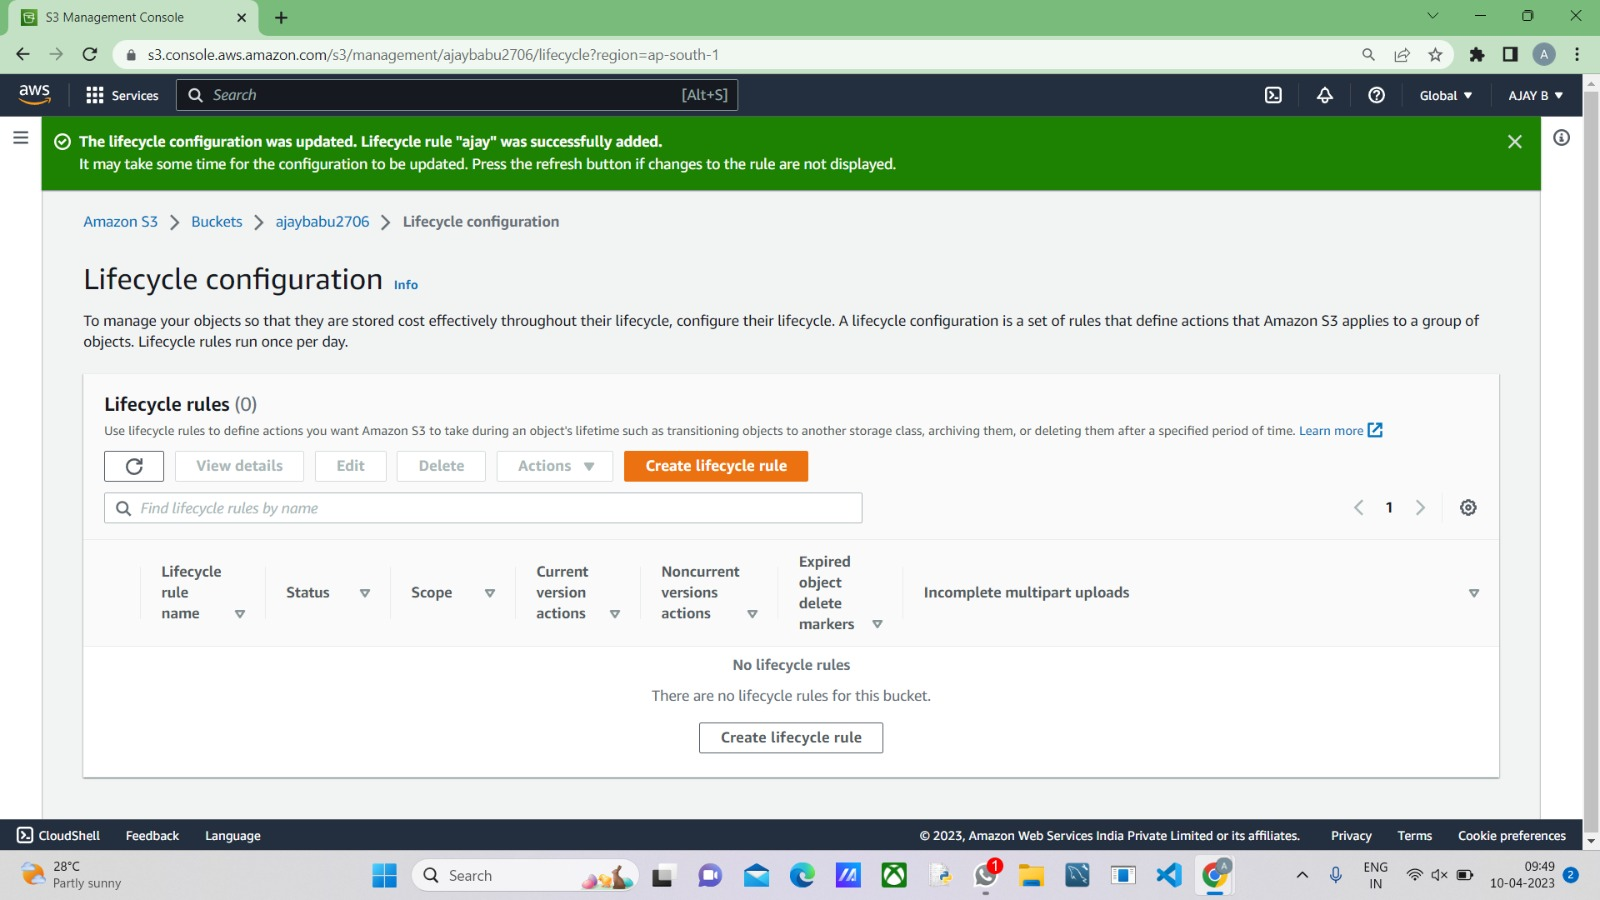 S3 Management Console
s3.console.aws.amazon.com/s3/management/ajaybabu2706/lifecycle?region=ap-south-1
A
aws
Services
Search
[Alt+S]
Global
AJAY B
The lifecycle configuration was updated. Lifecycle rule "ajay" was successfully added.
It may take some time for the configuration to be updated. Press the refresh button if changes to the rule are not displayed.
Amazon S3 > Buckets > ajaybabu2706 > Lifecycle configuration
Lifecycle configuration Info
To manage your objects so that they are stored cost effectively throughout their lifecycle, configure their lifecycle. A lifecycle configuration is a set of rules that define actions that Amazon S3 applies to a group of
objects. Lifecycle rules run once per day.
Lifecycle rules (0)
Use lifecycle rules to define actions you want Amazon S3 to take during an object's lifetime such as transitioning objects to another storage class, archiving them, or deleting them after a specified period of time. Learn more
View details
Edit
Delete
Actions
Create lifecycle rule
Find lifecycle rules by name
1
Lifecycle
rule
name
Status
Scope
Current
version
actions
Noncurrent
versions
actions
Expired
object
delete
markers
Incomplete multipart uploads
No lifecycle rules
There are no lifecycle rules for this bucket.
Create lifecycle rule
CloudShell
Feedback
Language
© 2023, Amazon Web Services India Private Limited or its affiliates.
Privacy
Terms
Cookie preferences
28°C
Partly sunny
Search
1
A
ENG
IN
09:49
10-04-2023
2